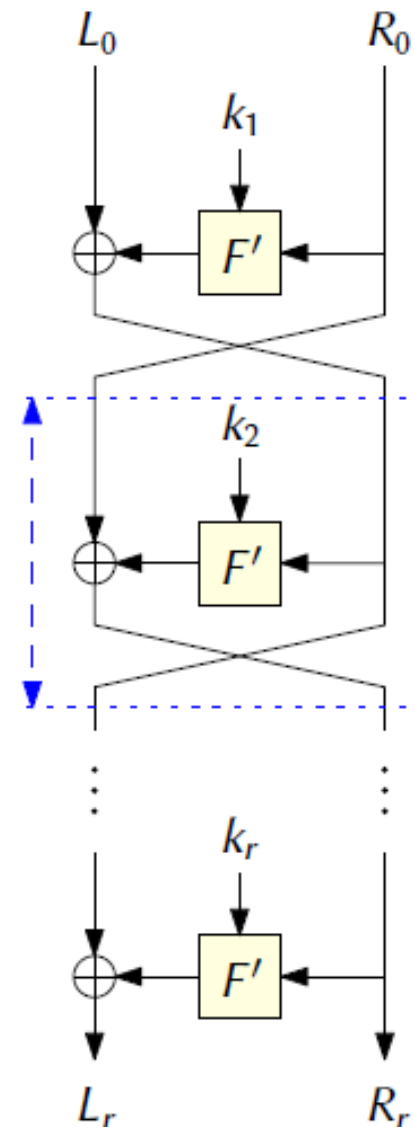 L₀ R₀
k₁
F′
k₂
F′
⋮ ⋮
kᵣ
F′
Lᵣ Rᵣ